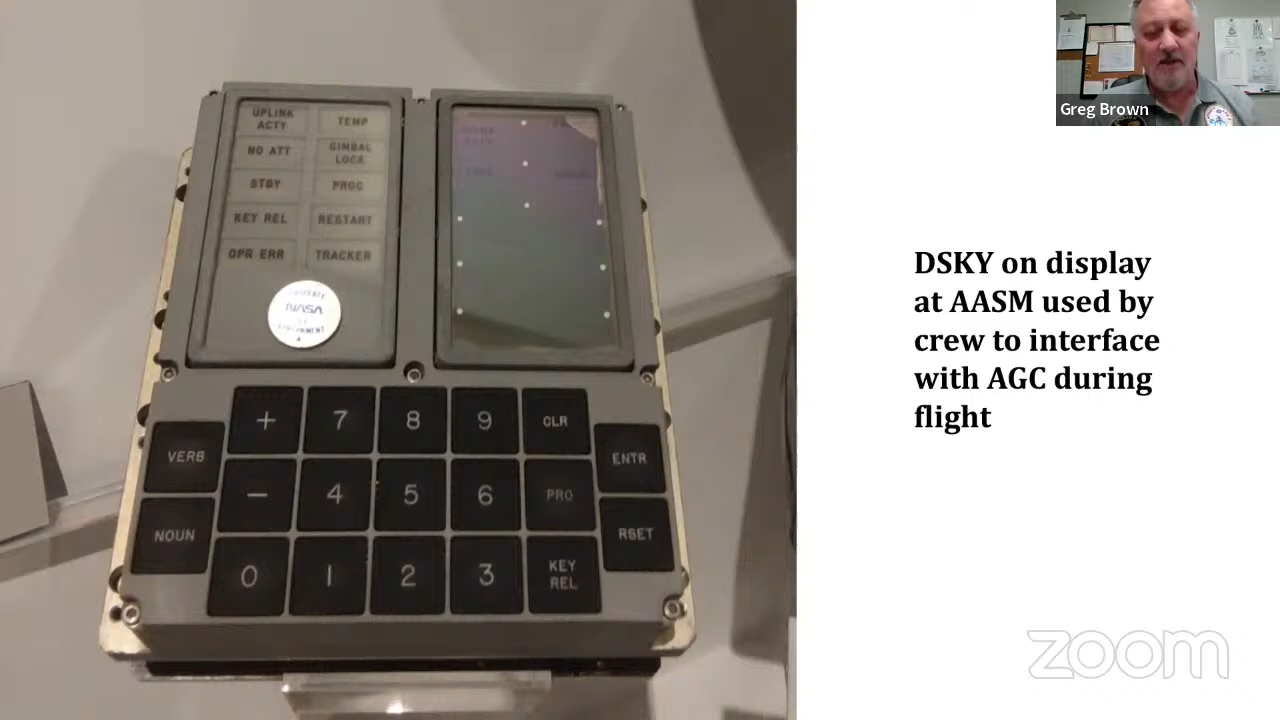 UPLINK
ACTY
TEMP
NO ATT
GIMBAL
LOCK
STBY
PROG
KEY REL
RESTART
OPR ERR
TRACKER
NASA
+
7
8
9
CLR
VERB
ENTR
-
4
5
6
PRO
NOUN
RSET
0
1
2
3
KEY
REL
Greg Brown
DSKY on display
at AASM used by
crew to interface
with AGC during
flight
zoom